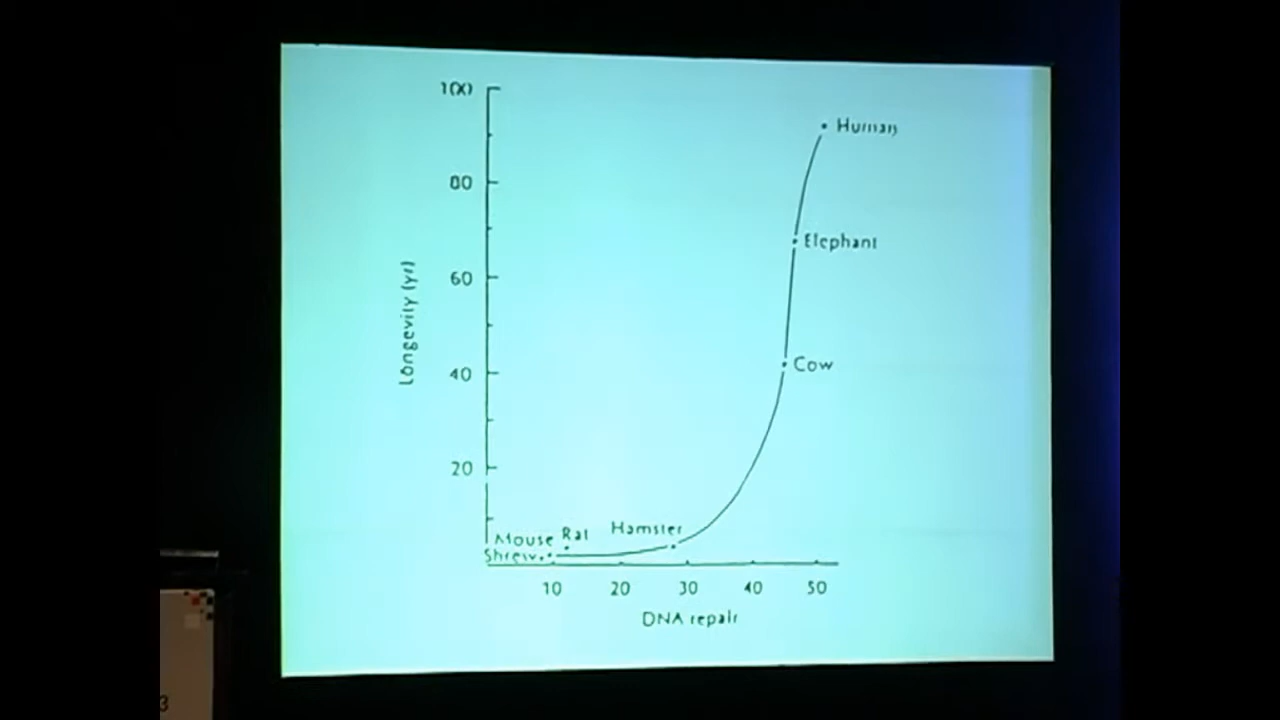 100
Human
80
Elephant
60
Longevity (yr)
40
Cow
20
Hamster
Rat
Mouse
Shrew
10 20 30 40 50
DNA repair
3